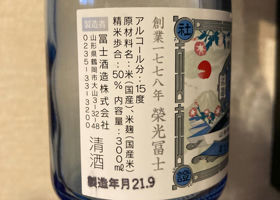 創業一七七八年 榮光冨士
アルコール分：15度
原材料名：米（国産）、米麹（国産米）
精米歩合：50% 内容量：300ml
製造者
冨士酒造株式会社
山形県鶴岡市大山3-32-48
0235-33-3200
清酒
製造年月21.9
社